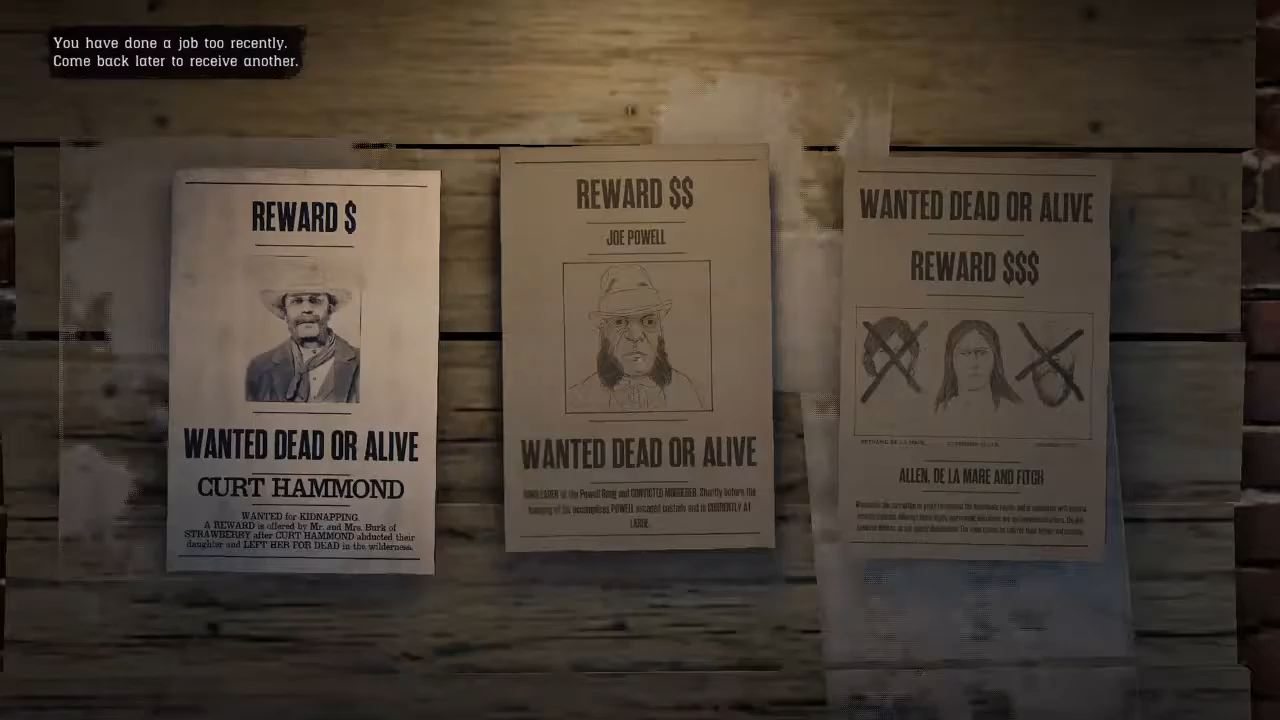 You have done a job too recently.
Come back later to receive another.
REWARD $
WANTED DEAD OR ALIVE
CURT HAMMOND
WANTED for KIDNAPPING.
A REWARD is offered by Mr. and Mrs. Burk of
STRAWBERRY after CURT HAMMOND abducted their
daughter and LEFT HER FOR DEAD in the wilderness.
REWARD $$
JOE POWELL
WANTED DEAD OR ALIVE
GANG LEADER of the Powell Gang and CONVICTED MURDERER. Shortly before the
hanging of his accomplices POWELL escaped custody and is CURRENTLY AT
LARGE.
WANTED DEAD OR ALIVE
REWARD $$$
ALLEN, DE LA MARE AND FITCH